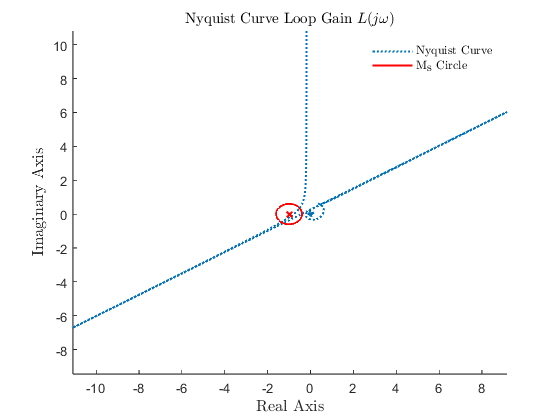 Nyquist Curve Loop Gain L(jω)
Nyquist Curve
Ms Circle
Imaginary Axis
10
8
6
4
2
0
-2
-4
-6
-8
-10 -8 -6 -4 -2 0 2 4 6 8
Real Axis